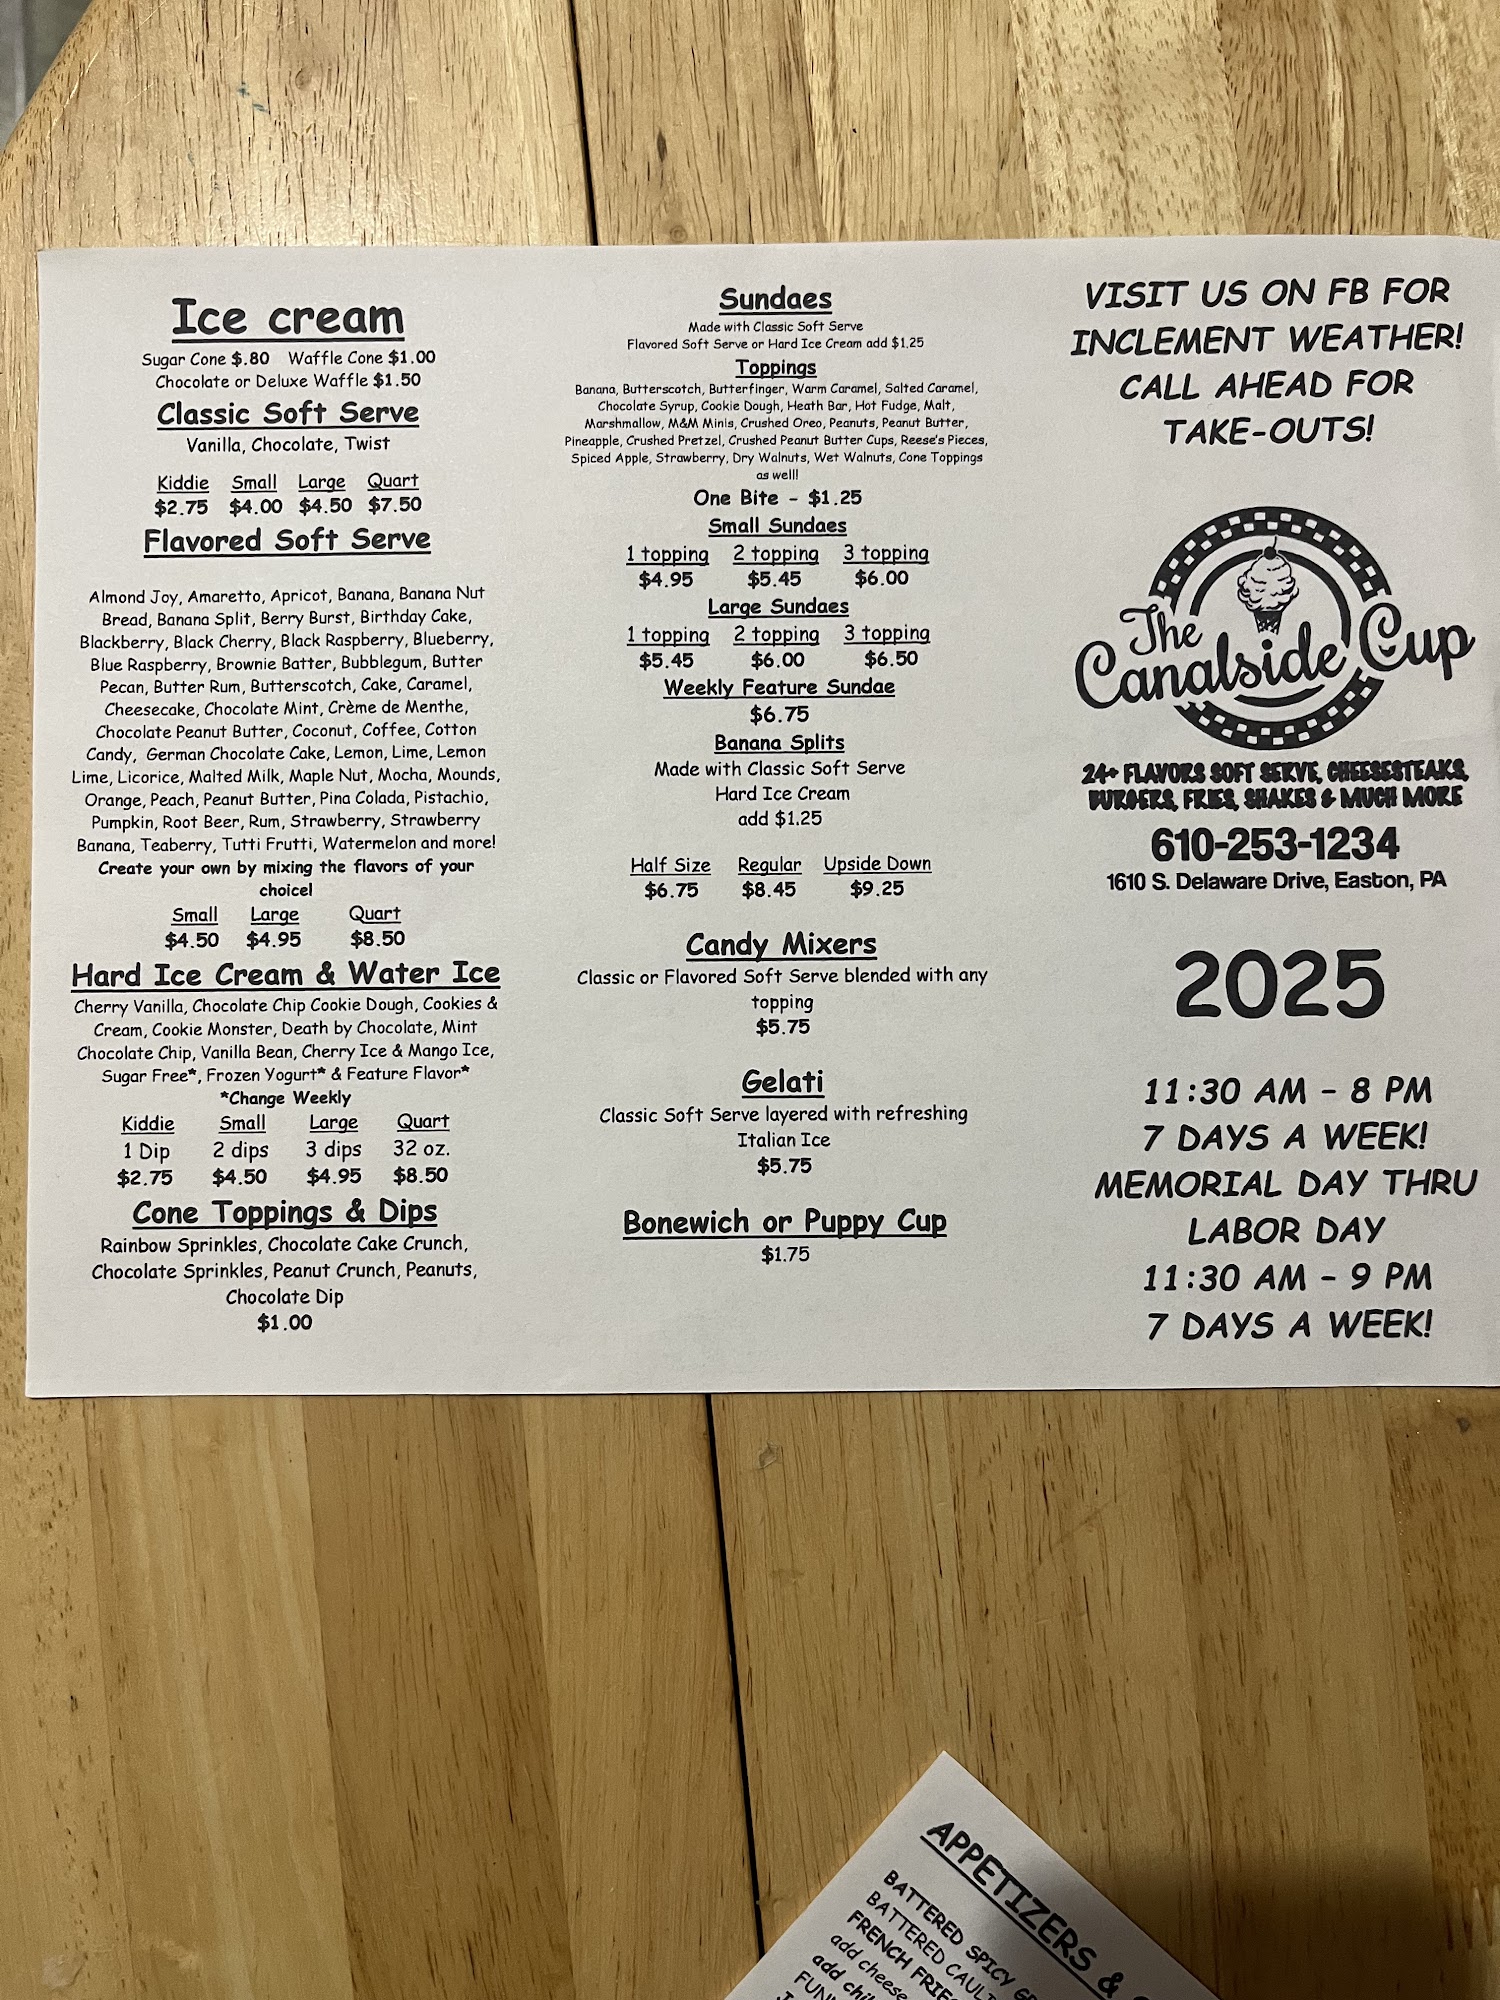 Ice cream
Sugar Cone $.80 Waffle Cone $1.00
Chocolate or Deluxe Waffle $1.50
Classic Soft Serve
Vanilla, Chocolate, Twist
Kiddie Small Large Quart
$2.75 $4.00 $4.50 $7.50
Flavored Soft Serve
Almond Joy, Amaretto, Apricot, Banana, Banana Nut
Bread, Banana Split, Berry Burst, Birthday Cake,
Blackberry, Black Cherry, Black Raspberry, Blueberry,
Blue Raspberry, Brownie Batter, Bubblegum, Butter
Pecan, Butter Rum, Butterscotch, Cake, Caramel,
Cheesecake, Chocolate Mint, Crème de Menthe,
Chocolate Peanut Butter, Coconut, Coffee, Cotton
Candy, German Chocolate Cake, Lemon, Lime, Lemon
Lime, Licorice, Malted Milk, Maple Nut, Mocha, Mounds,
Orange, Peach, Peanut Butter, Pina Colada, Pistachio,
Pumpkin, Root Beer, Rum, Strawberry, Strawberry
Banana, Teaberry, Tutti Frutti, Watermelon and more!
Create your own by mixing the flavors of your
choice!
Small Large Quart
$4.50 $4.95 $8.50
Hard Ice Cream & Water Ice
Cherry Vanilla, Chocolate Chip Cookie Dough, Cookies &
Cream, Cookie Monster, Death by Chocolate, Mint
Chocolate Chip, Vanilla Bean, Cherry Ice & Mango Ice,
Sugar Free*, Frozen Yogurt* & Feature Flavor*
*Change Weekly
Kiddie Small Large Quart
1 Dip 2 dips 3 dips 32 oz.
$2.75 $4.50 $4.95 $8.50
Cone Toppings & Dips
Rainbow Sprinkles, Chocolate Cake Crunch,
Chocolate Sprinkles, Peanut Crunch, Peanuts,
Chocolate Dip
$1.00
Sundaes
Made with Classic Soft Serve
Flavored Soft Serve or Hard Ice Cream add $1.25
Toppings
Banana, Butterscotch, Butterfinger, Warm Caramel, Salted Caramel,
Chocolate Syrup, Cookie Dough, Heath Bar, Hot Fudge, Malt,
Marshmallow, M&M Minis, Crushed Oreo, Peanuts, Peanut Butter,
Pineapple, Crushed Pretzel, Crushed Peanut Butter Cups, Reese's Pieces,
Spiced Apple, Strawberry, Dry Walnuts, Wet Walnuts, Cone Toppings
as well!
One Bite - $1.25
Small Sundaes
1 topping 2 topping 3 topping
$4.95 $5.45 $6.00
Large Sundaes
1 topping 2 topping 3 topping
$5.45 $6.00 $6.50
Weekly Feature Sundae
$6.75
Banana Splits
Made with Classic Soft Serve
Hard Ice Cream
add $1.25
Half Size Regular Upside Down
$6.75 $8.45 $9.25
Candy Mixers
Classic or Flavored Soft Serve blended with any
topping
$5.75
Gelati
Classic Soft Serve layered with refreshing
Italian Ice
$5.75
Bonewich or Puppy Cup
$1.75
VISIT US ON FB FOR
INCLEMENT WEATHER!
CALL AHEAD FOR
TAKE-OUTS!
The
Canalside Cup
24+ FLAVORS SOFT SERVE, CHEESESTEAKS,
BURGERS, FRIES, SHAKES & MUCH MORE
610-253-1234
1610 S. Delaware Drive, Easton, PA
2025
11:30 AM - 8 PM
7 DAYS A WEEK!
MEMORIAL DAY THRU
LABOR DAY
11:30 AM - 9 PM
7 DAYS A WEEK!
APPETIZERS &
BATTERED SPICY
BATTERED
FRENCH
add cheese
add